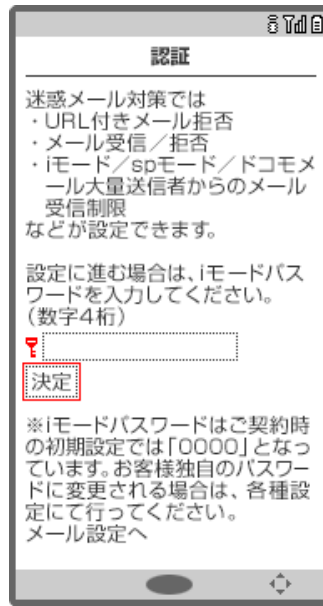 認証
迷惑メール対策では
・URL付きメール拒否
・メール受信／拒否
・iモード／spモード／ドコモメ
ール大量送信者からのメール
受信制限
などが設定できます。
設定に進む場合は、iモードパス
ワードを入力してください。
(数字4桁)
決定
※iモードパスワードはご契約時
の初期設定では「0000」となっ
ています。お客様独自のパスワー
ドに変更される場合は、各種設
定にて行ってください。
メール設定へ